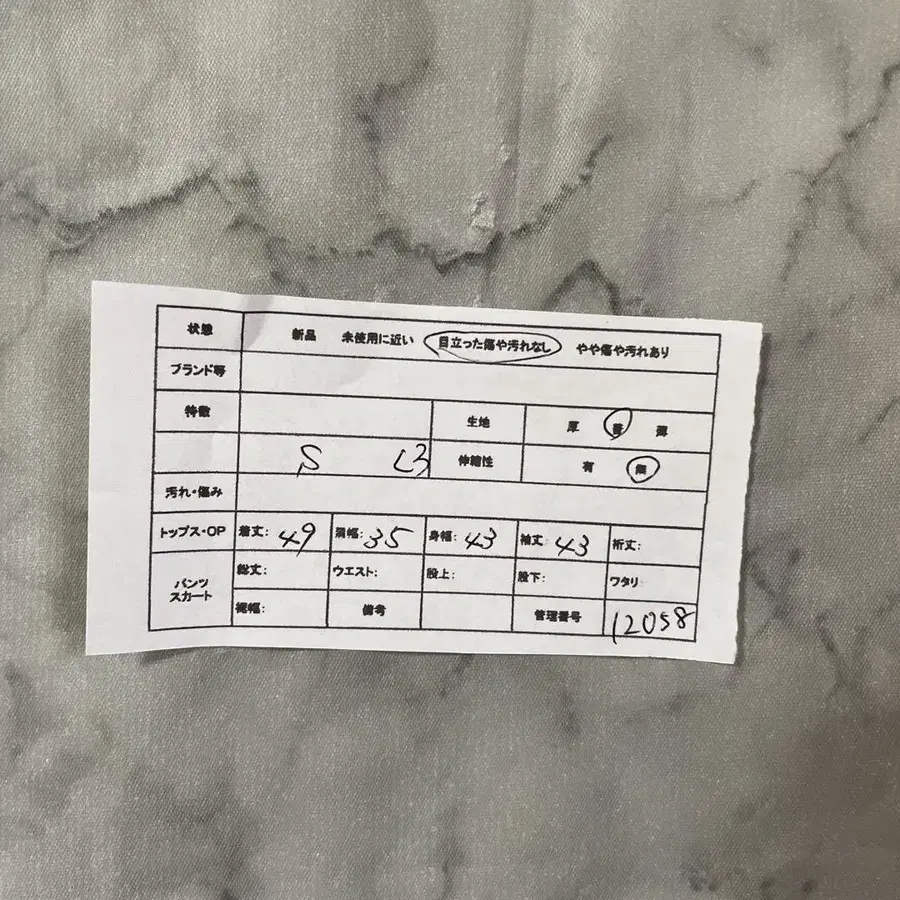 状態 新品 未使用に近い 目立った傷や汚れなし やや傷や汚れあり
ブランド等
特徴 生地 厚 普 薄
S L3 伸縮性 有 無
汚れ・傷み
トップス・OP 着丈: 49 肩幅: 35 身幅: 43 袖丈: 43 裄丈:
パンツ スカート 総丈: ウエスト: 股上: 股下: ワタリ
裾幅: 備考 管理番号 12058